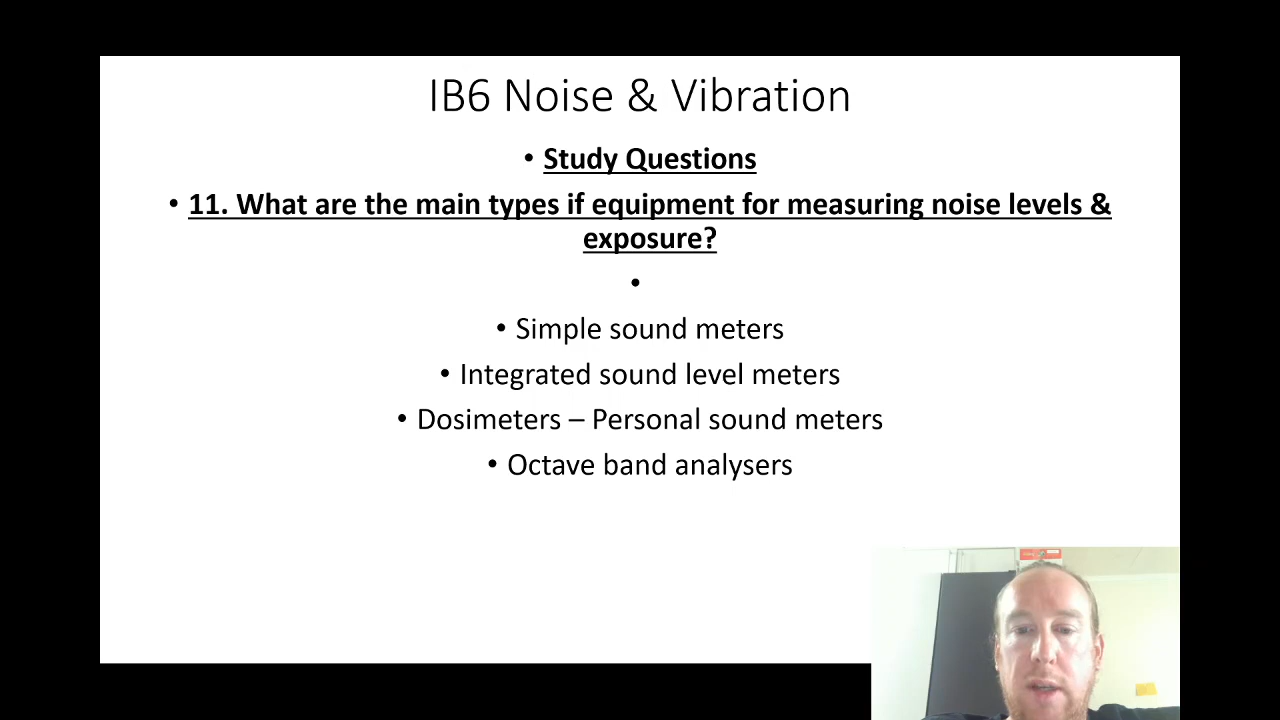 IB6 Noise & Vibration
• Study Questions
• 11. What are the main types if equipment for measuring noise levels &
exposure?
•
• Simple sound meters
• Integrated sound level meters
• Dosimeters – Personal sound meters
• Octave band analysers